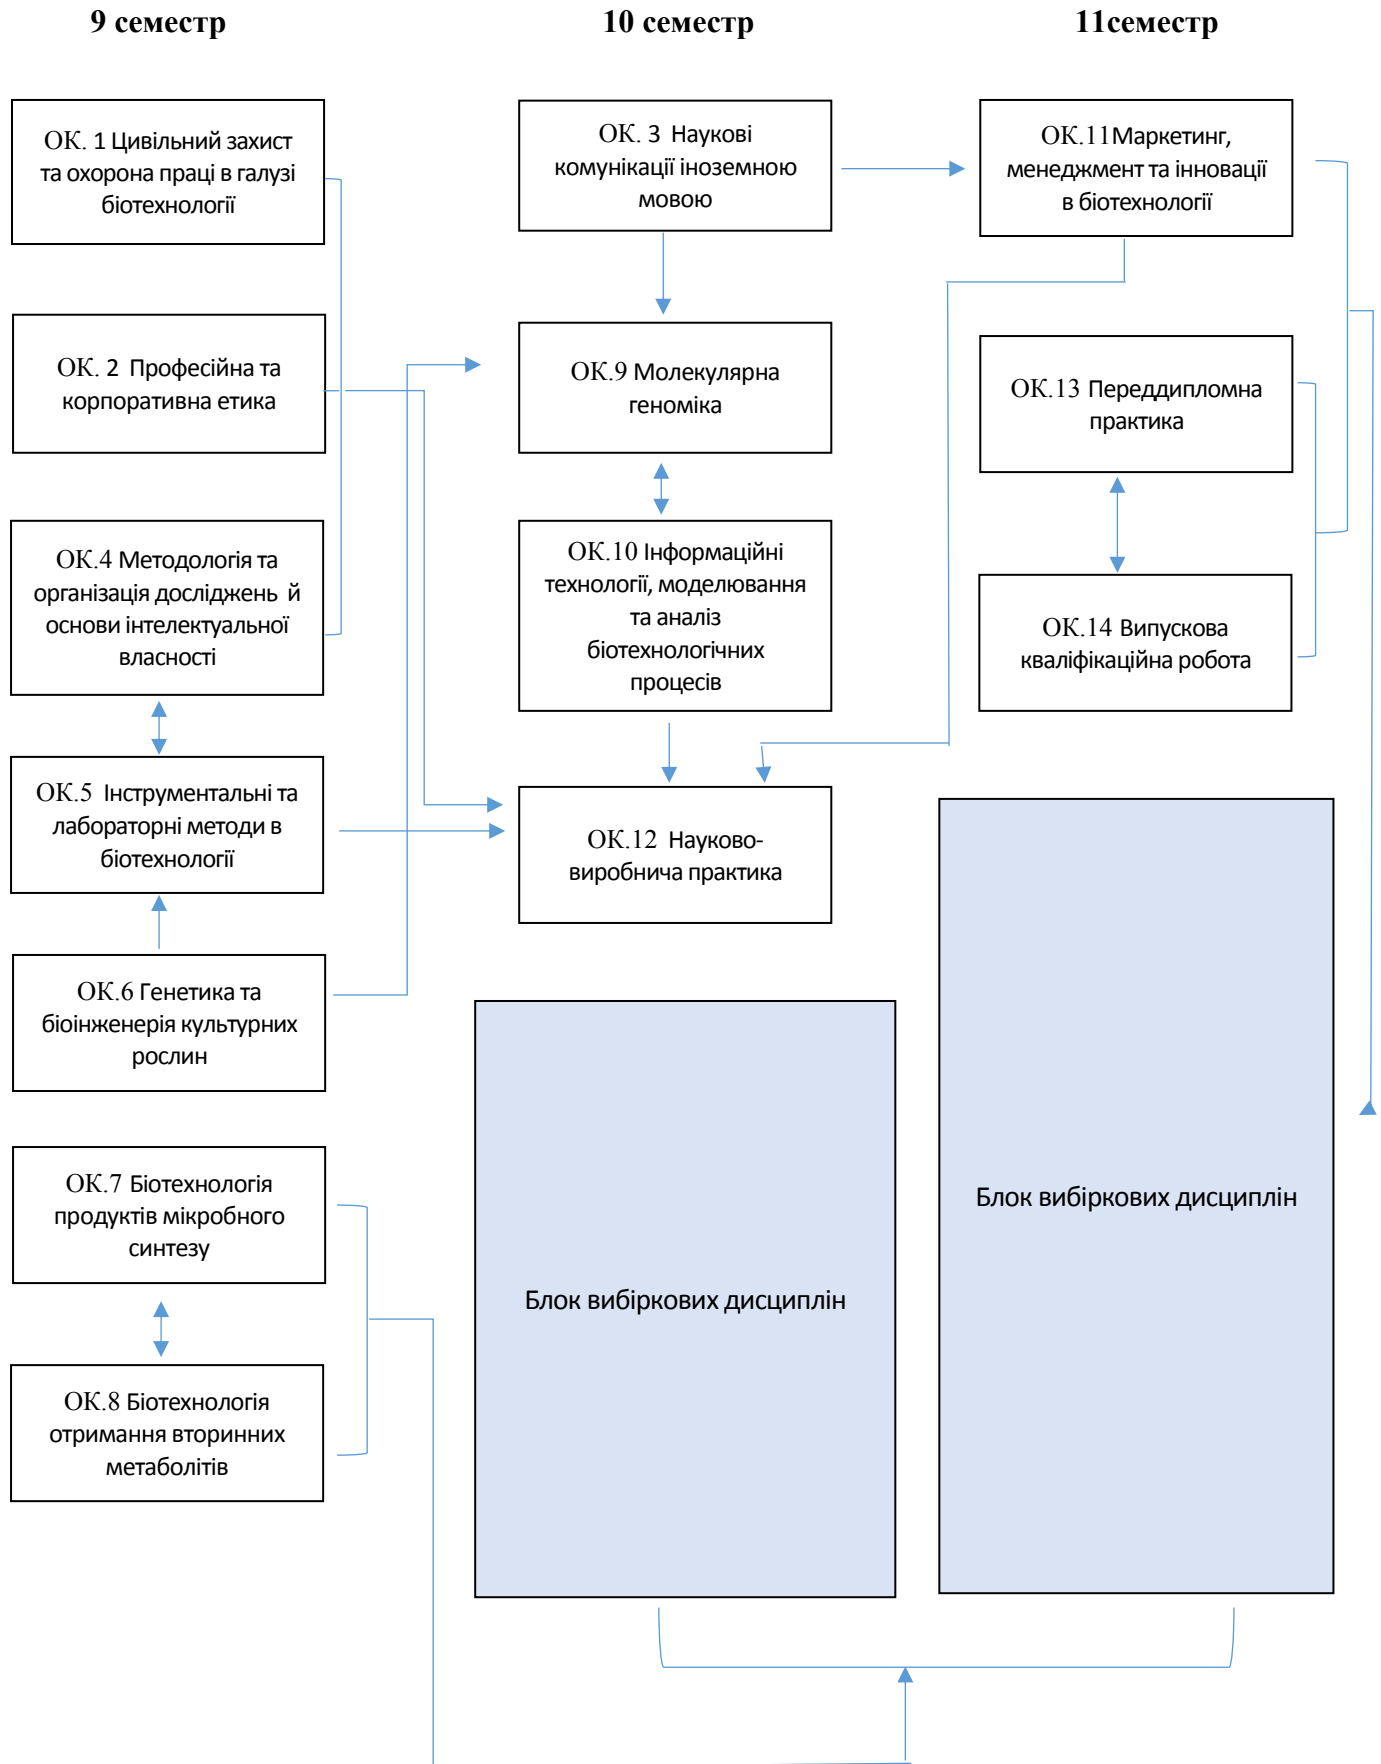 9 семестр
10 семестр
11семестр
ОК. 1 Цивільний захист
та охорона праці в галузі
біотехнології
ОК. 3 Наукові
комунікації іноземною
мовою
ОК.11Маркетинг,
менеджмент та інновації
в біотехнології
ОК. 2 Професійна та
корпоративна етика
ОК.9 Молекулярна
геноміка
ОК.13 Переддипломна
практика
ОК.4 Методологія та
організація досліджень й
основи інтелектуальної
власності
ОК.10 Інформаційні
технології, моделювання
та аналіз
біотехнологічних
процесів
ОК.14 Випускова
кваліфікаційна робота
ОК.5 Інструментальні та
лабораторні методи в
біотехнології
ОК.12 Науково-
виробнича практика
ОК.6 Генетика та
біоінженерія культурних
рослин
ОК.7 Біотехнологія
продуктів мікробного
синтезу
ОК.8 Біотехнологія
отримання вторинних
метаболітів
Блок вибіркових дисциплін
Блок вибіркових дисциплін